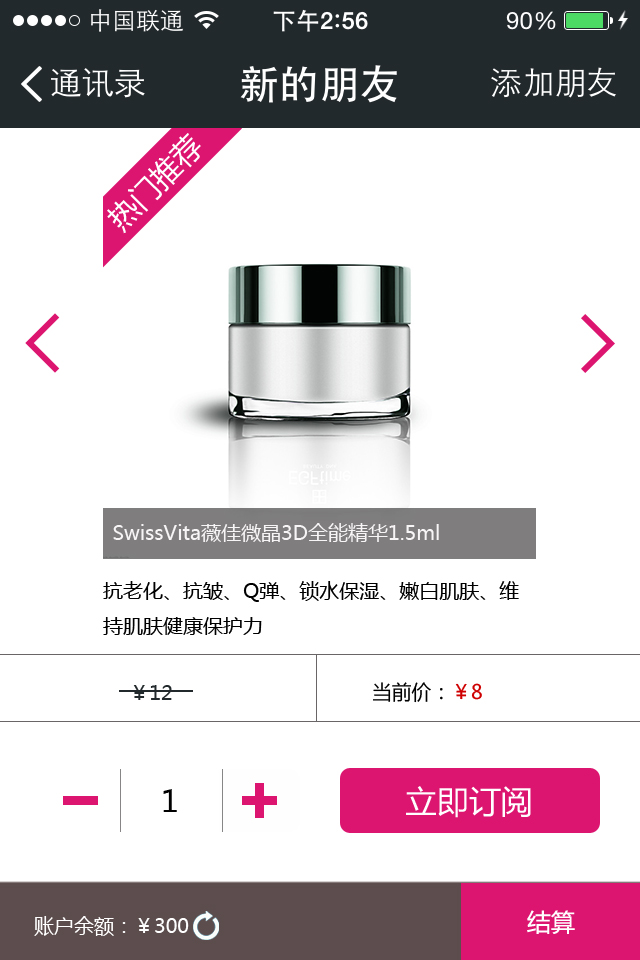 中国联通
下午2:56
90%
通讯录
新的朋友
添加朋友
热门推荐
SwissVita薇佳微晶3D全能精华1.5ml
抗老化、抗皱、Q弹、锁水保湿、嫩白肌肤、维
持肌肤健康保护力
¥12
当前价：¥8
1
立即订阅
账户余额：¥300
结算